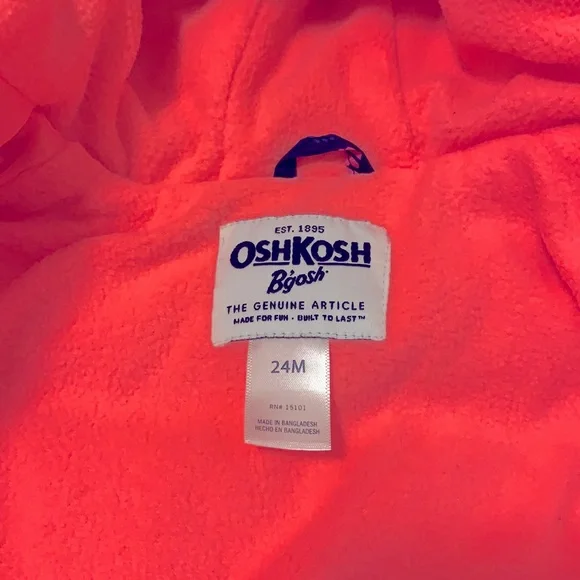 EST. 1895
OSHKOSH
B'gosh
THE GENUINE ARTICLE
MADE FOR FUN · BUILT TO LAST™
24M
RN# 15101
MADE IN BANGLADESH
HECHO EN BANGLADESH